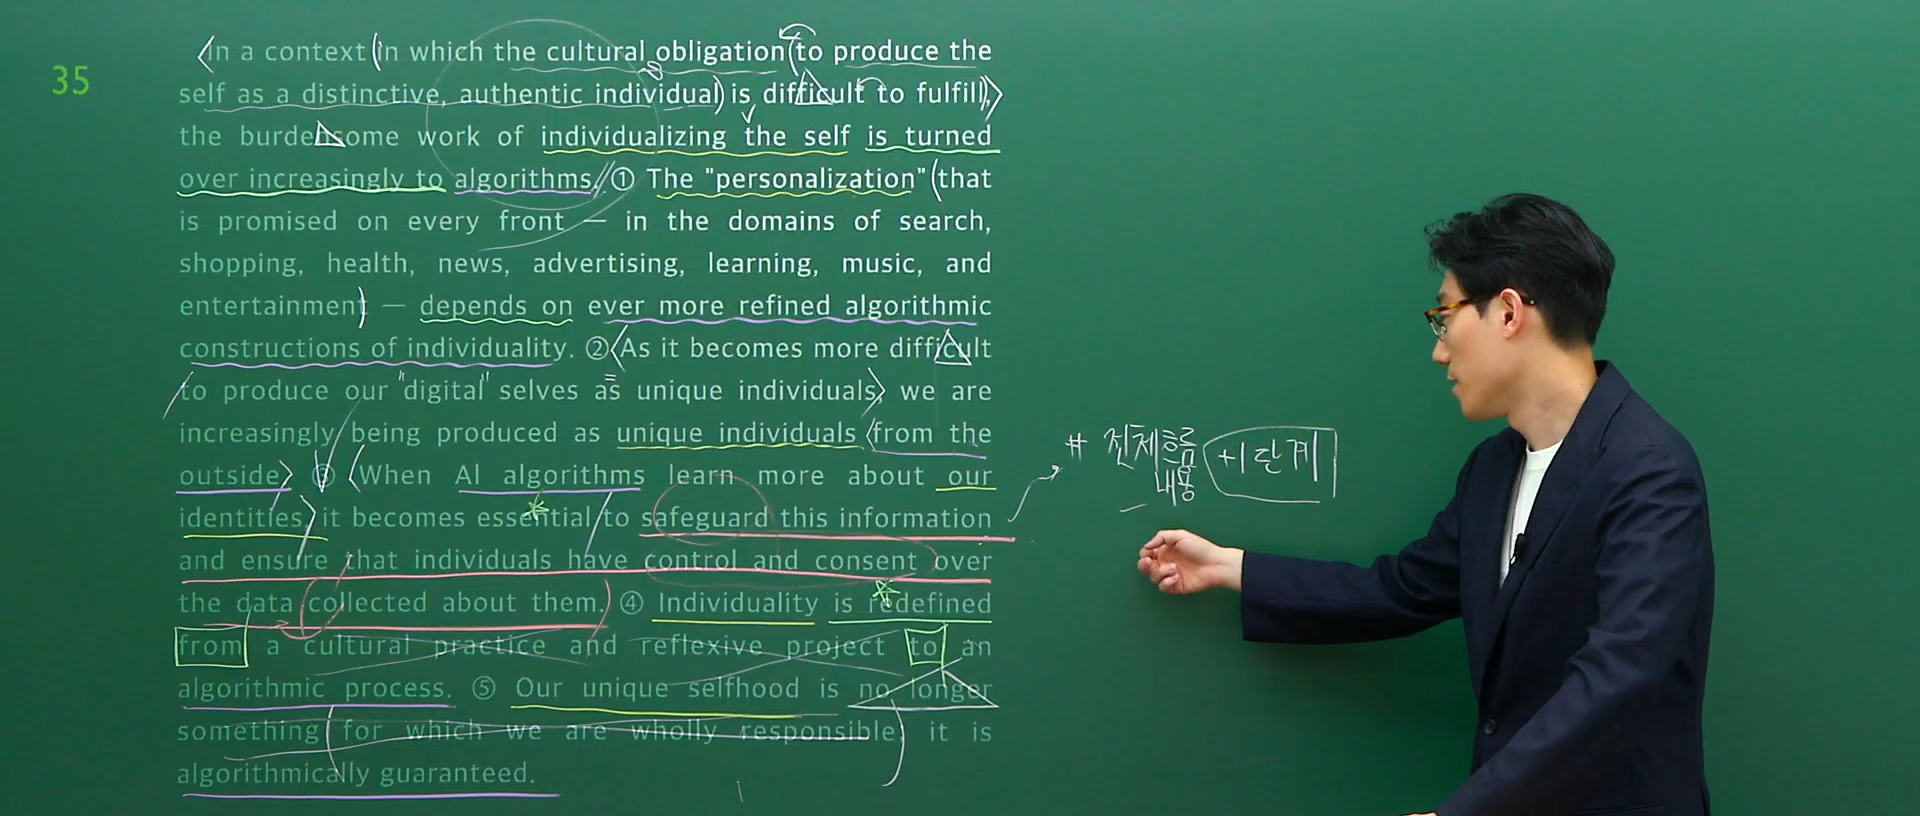 35
In a context in which the cultural obligation to produce the
self as a distinctive, authentic individual is difficult to fulfill,
the burdensome work of individualizing the self is turned
over increasingly to algorithms. ① The "personalization" that
is promised on every front — in the domains of search,
shopping, health, news, advertising, learning, music, and
entertainment — depends on ever more refined algorithmic
constructions of individuality. ② As it becomes more difficult
to produce our "digital" selves as unique individuals, we are
increasingly being produced as unique individuals from the
outside. ③ When AI algorithms learn more about our
identities, it becomes essential to safeguard this information
and ensure that individuals have control and consent over
the data collected about them. ④ Individuality is redefined
from a cultural practice and reflexive project to an
algorithmic process. ⑤ Our unique selfhood is no longer
something for which we are wholly responsible; it is
algorithmically guaranteed.
# 전체흐름 +1단계
내용